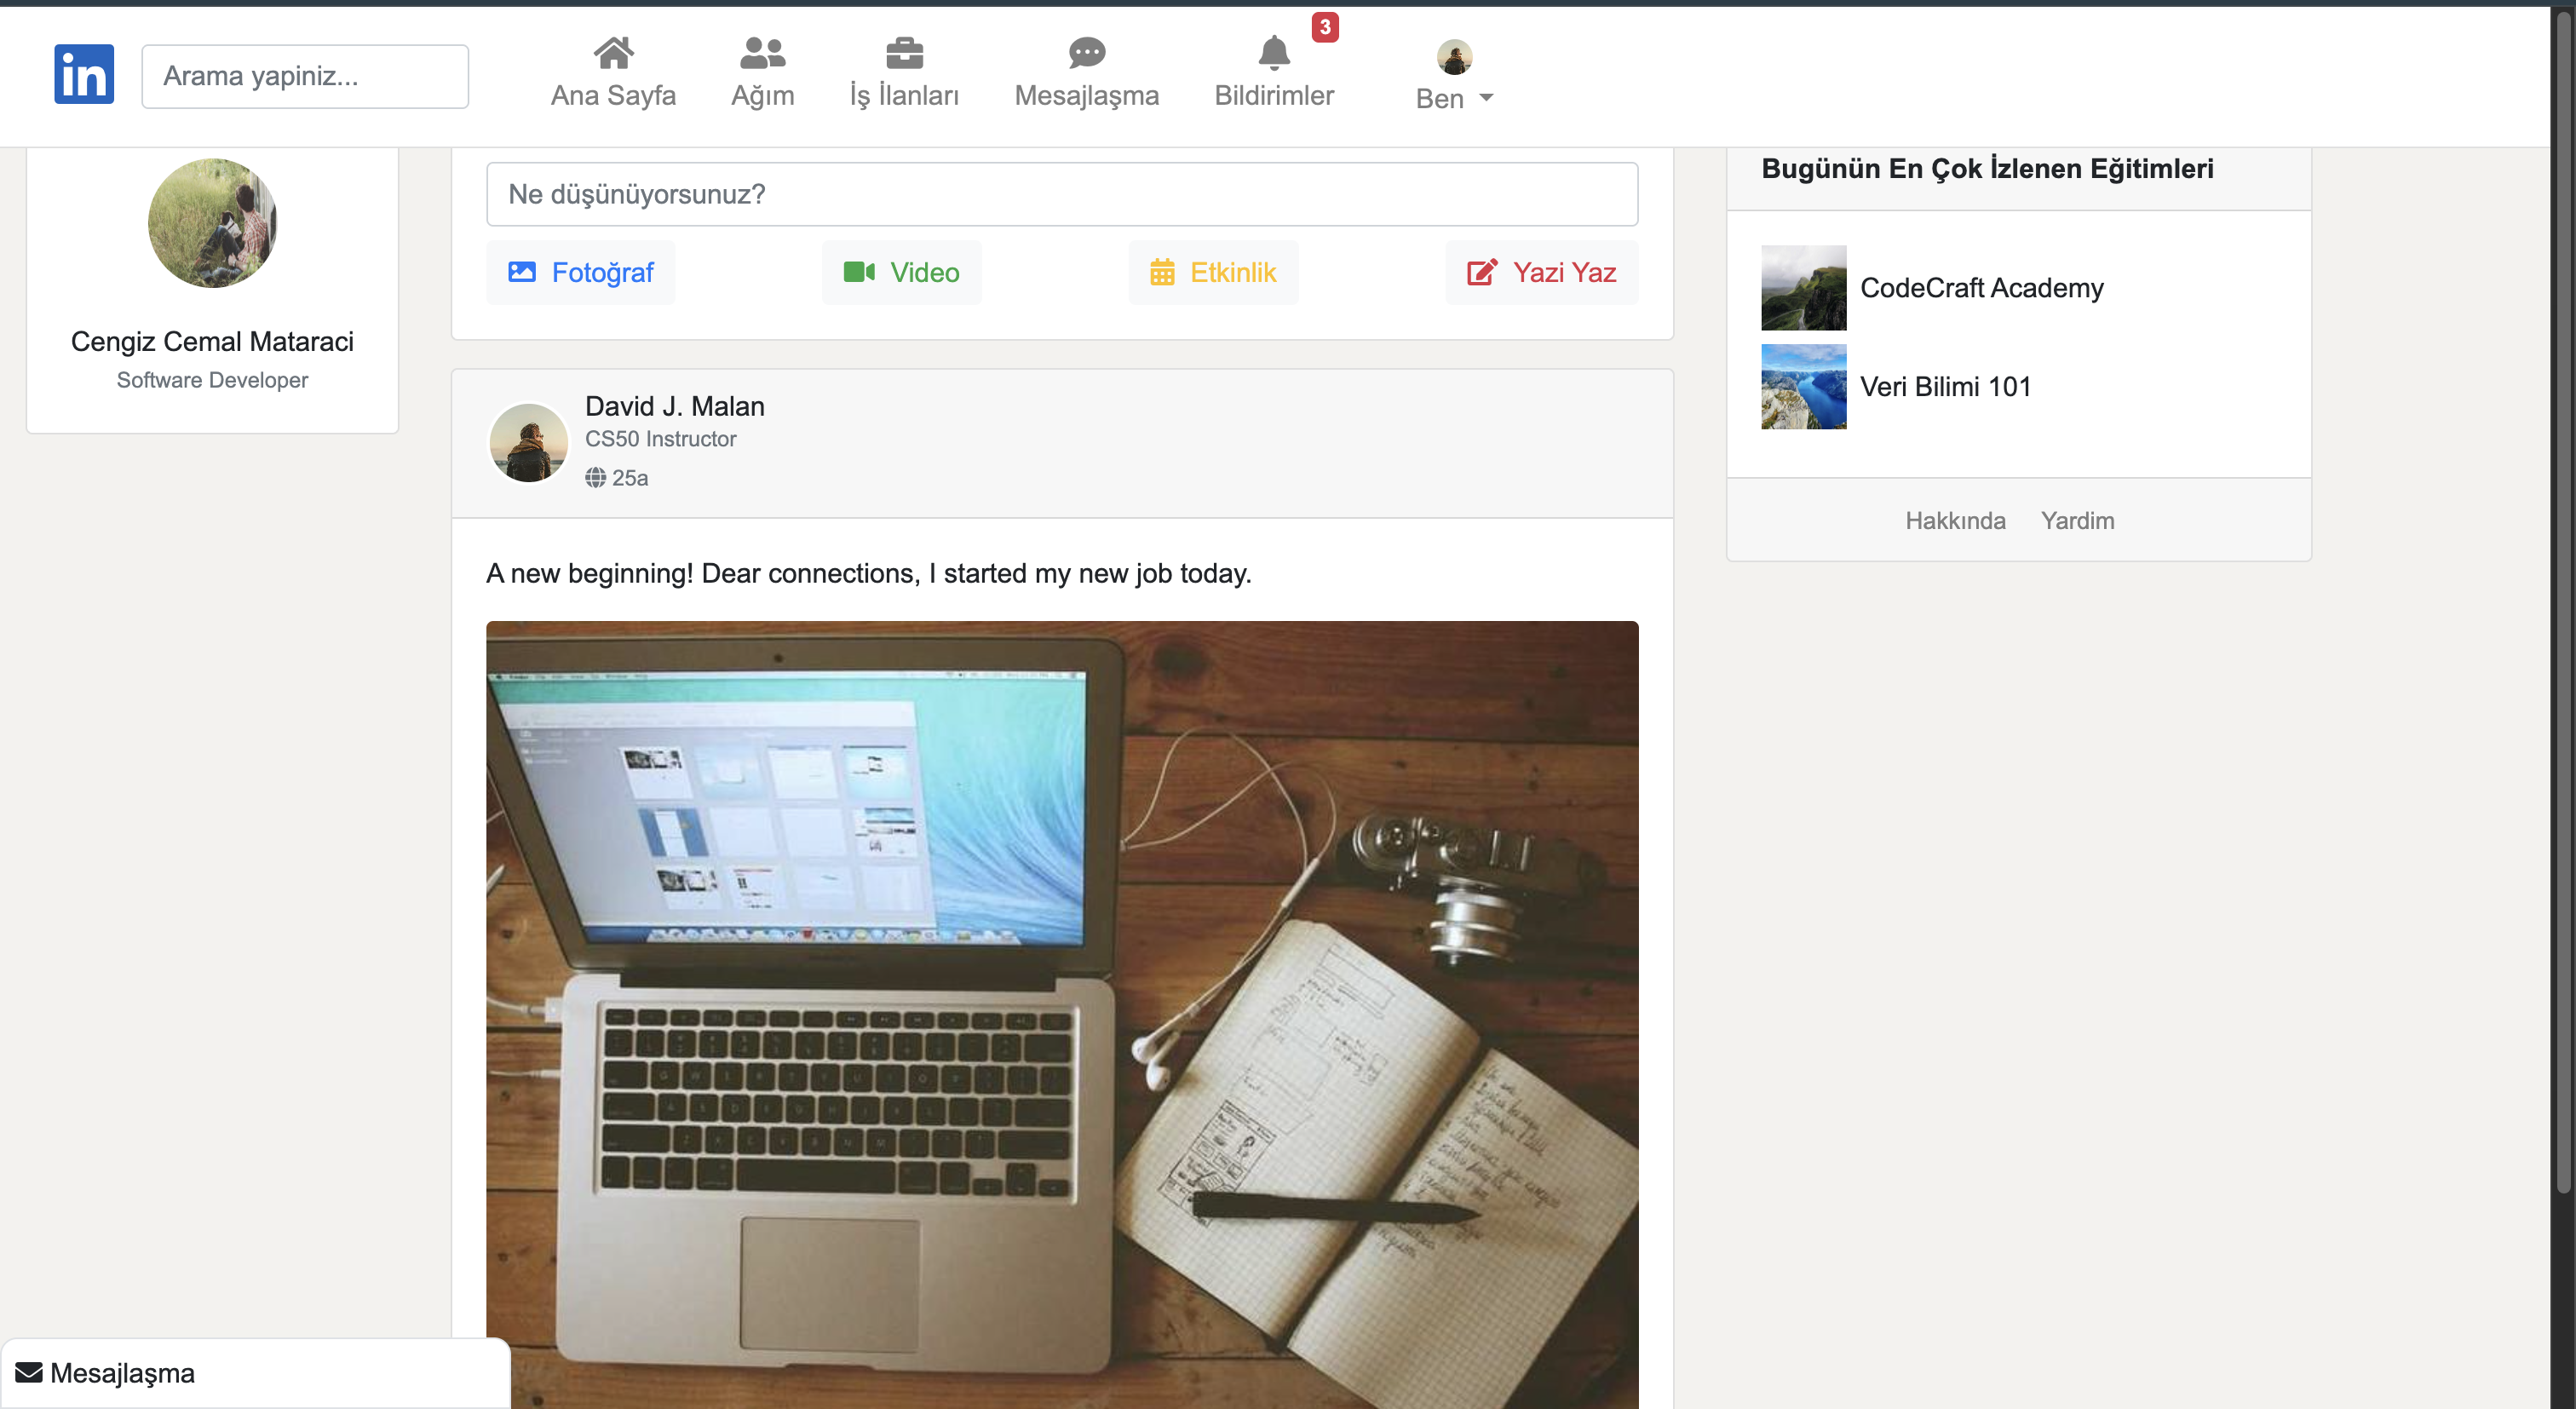 3
in
Arama yapiniz...
Ana Sayfa
Ağım
İş İlanları
Mesajlaşma
Bildirimler
Ben
Cengiz Cemal Mataraci
Software Developer
Ne düşünüyorsunuz?
Fotoğraf
Video
Etkinlik
Yazi Yaz
David J. Malan
CS50 Instructor
25a
A new beginning! Dear connections, I started my new job today.
Bugünün En Çok İzlenen Eğitimleri
CodeCraft Academy
Veri Bilimi 101
Hakkında
Yardim
Mesajlaşma